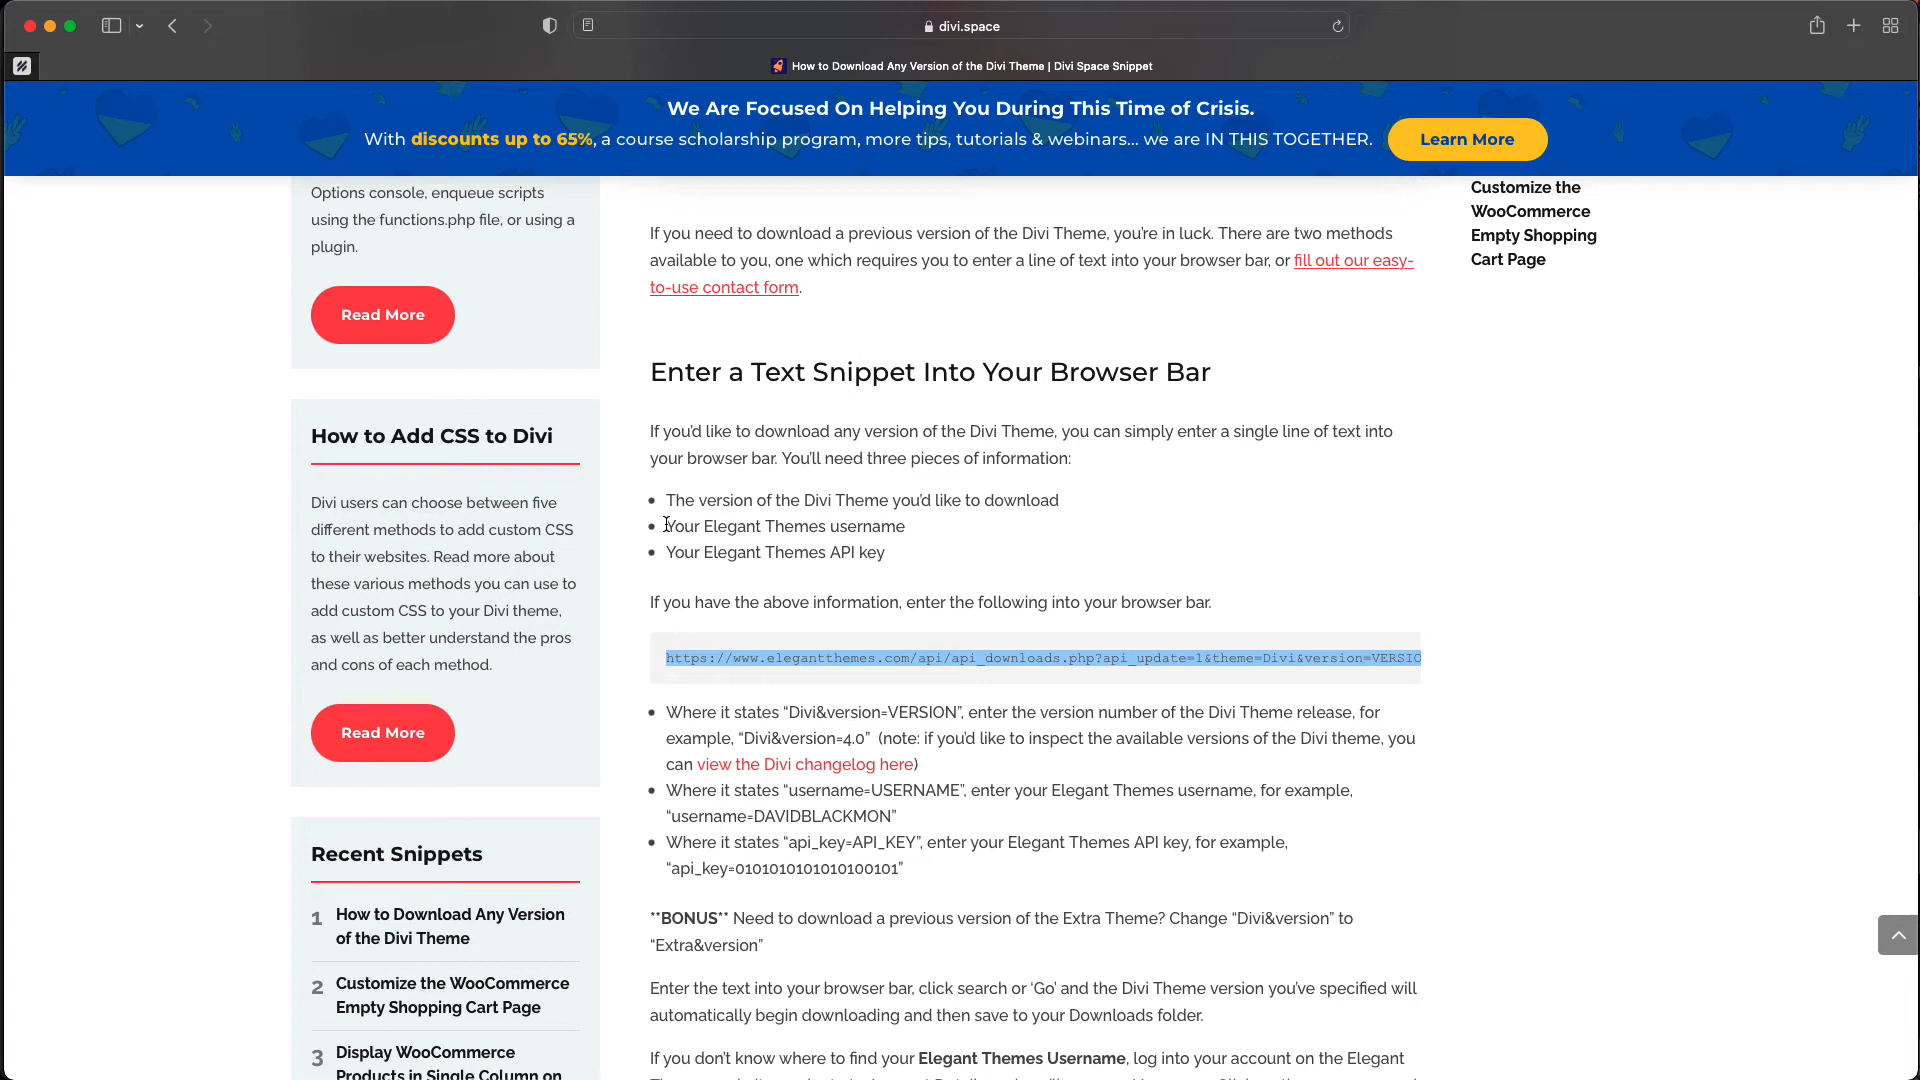 divi.space
How to Download Any Version of the Divi Theme | Divi Space Snippet
We Are Focused On Helping You During This Time of Crisis.
With discounts up to 65%, a course scholarship program, more tips, tutorials & webinars... we are IN THIS TOGETHER.
Learn More
Options console, enqueue scripts
using the functions.php file, or using a
plugin.
Read More
How to Add CSS to Divi
Divi users can choose between five
different methods to add custom CSS
to their websites. Read more about
these various methods you can use to
add custom CSS to your Divi theme,
as well as better understand the pros
and cons of each method.
Read More
Recent Snippets
1 How to Download Any Version
of the Divi Theme
2 Customize the WooCommerce
Empty Shopping Cart Page
3 Display WooCommerce
Products in Single Column on
If you need to download a previous version of the Divi Theme, you’re in luck. There are two methods
available to you, one which requires you to enter a line of text into your browser bar, or fill out our easy-
to-use contact form.
Enter a Text Snippet Into Your Browser Bar
If you’d like to download any version of the Divi Theme, you can simply enter a single line of text into
your browser bar. You’ll need three pieces of information:
The version of the Divi Theme you’d like to download
Your Elegant Themes username
Your Elegant Themes API key
If you have the above information, enter the following into your browser bar.
https://www.elegantthemes.com/api/api_downloads.php?api_update=1&theme=Divi&version=VERSIO
Where it states “Divi&version=VERSION”, enter the version number of the Divi Theme release, for
example, “Divi&version=4.0” (note: if you’d like to inspect the available versions of the Divi theme, you
can view the Divi changelog here)
Where it states “username=USERNAME”, enter your Elegant Themes username, for example,
“username=DAVIDBLACKMON”
Where it states “api_key=API_KEY”, enter your Elegant Themes API key, for example,
“api_key=0101010101010100101”
**BONUS** Need to download a previous version of the Extra Theme? Change “Divi&version” to
“Extra&version”
Enter the text into your browser bar, click search or ‘Go’ and the Divi Theme version you’ve specified will
automatically begin downloading and then save to your Downloads folder.
If you don’t know where to find your Elegant Themes Username, log into your account on the Elegant
Customize the
WooCommerce
Empty Shopping
Cart Page